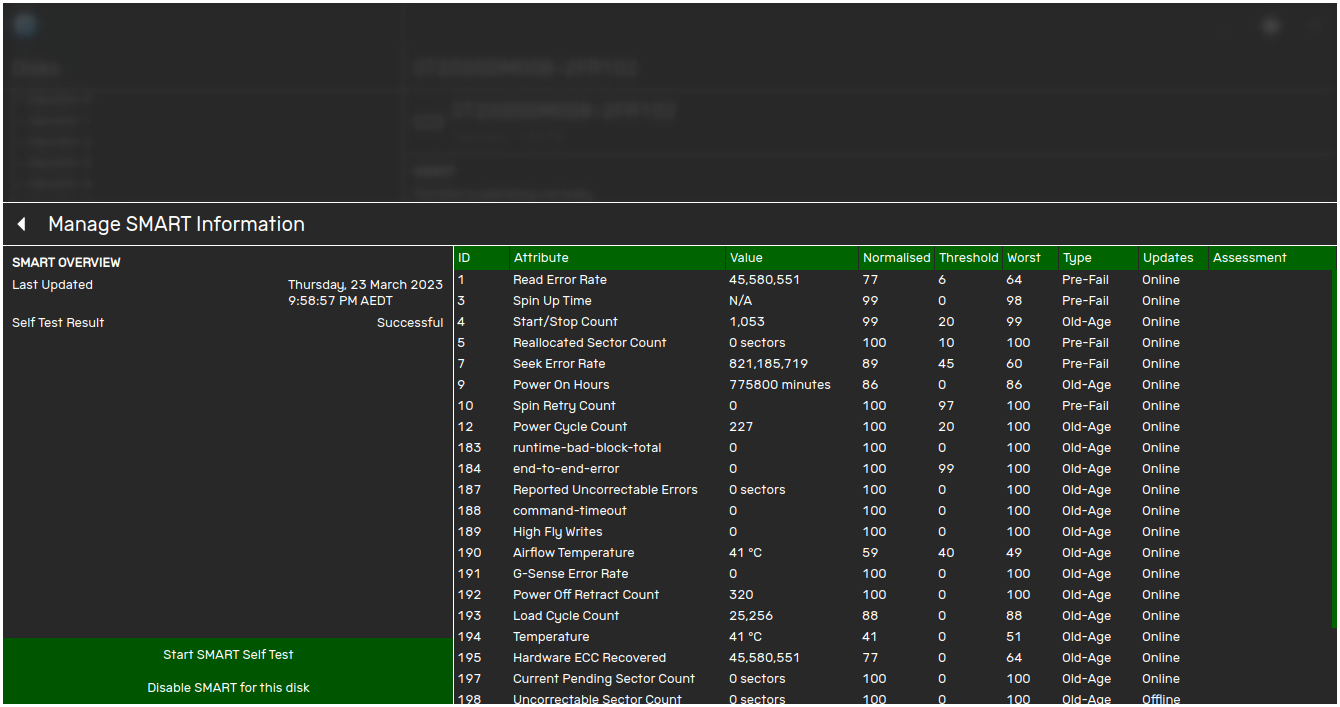 Manage SMART Information
SMART OVERVIEW
Last Updated Thursday, 23 March 2023
9:58:57 PM AEDT
Self Test Result Successful
Start SMART Self Test
Disable SMART for this disk
ID Attribute Value Normalised Threshold Worst Type Updates Assessment
1 Read Error Rate 45,580,551 77 6 64 Pre-Fail Online
3 Spin Up Time N/A 99 0 98 Pre-Fail Online
4 Start/Stop Count 1,053 99 20 99 Old-Age Online
5 Reallocated Sector Count 0 sectors 100 10 100 Pre-Fail Online
7 Seek Error Rate 821,185,719 89 45 60 Pre-Fail Online
9 Power On Hours 775800 minutes 86 0 86 Old-Age Online
10 Spin Retry Count 0 100 97 100 Pre-Fail Online
12 Power Cycle Count 227 100 20 100 Old-Age Online
183 runtime-bad-block-total 0 100 0 100 Old-Age Online
184 end-to-end-error 0 100 99 100 Old-Age Online
187 Reported Uncorrectable Errors 0 sectors 100 0 100 Old-Age Online
188 command-timeout 0 100 0 100 Old-Age Online
189 High Fly Writes 0 100 0 100 Old-Age Online
190 Airflow Temperature 41 °C 59 40 49 Old-Age Online
191 G-Sense Error Rate 0 100 0 100 Old-Age Online
192 Power Off Retract Count 320 100 0 100 Old-Age Online
193 Load Cycle Count 25,256 88 0 88 Old-Age Online
194 Temperature 41 °C 41 0 51 Old-Age Online
195 Hardware ECC Recovered 45,580,551 77 0 64 Old-Age Online
197 Current Pending Sector Count 0 sectors 100 0 100 Old-Age Online
198 Uncorrectable Sector Count 0 sectors 100 0 100 Old-Age Offline